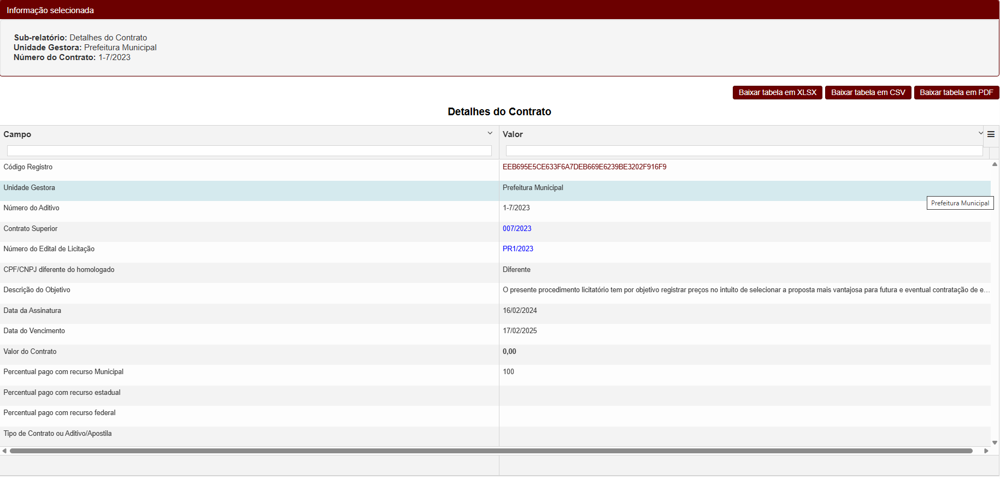 Informação selecionada
Sub-relatório: Detalhes do Contrato
Unidade Gestora: Prefeitura Municipal
Número do Contrato: 1-7/2023
Baixar tabela em XLSX Baixar tabela em CSV Baixar tabela em PDF
Detalhes do Contrato
Campo Valor
Código Registro EEB695E5CE633F6A7DEB669E6239BE3202F916F9
Unidade Gestora Prefeitura Municipal
Prefeitura Municipal
Número do Aditivo 1-7/2023
Contrato Superior 007/2023
Número do Edital de Licitação PR1/2023
CPF/CNPJ diferente do homologado Diferente
Descrição do Objetivo O presente procedimento licitatório tem por objetivo registrar preços no intuito de selecionar a proposta mais vantajosa para futura e eventual contratação de e...
Data da Assinatura 16/02/2024
Data do Vencimento 17/02/2025
Valor do Contrato 0,00
Percentual pago com recurso Municipal 100
Percentual pago com recurso estadual
Percentual pago com recurso federal
Tipo de Contrato ou Aditivo/Apostila